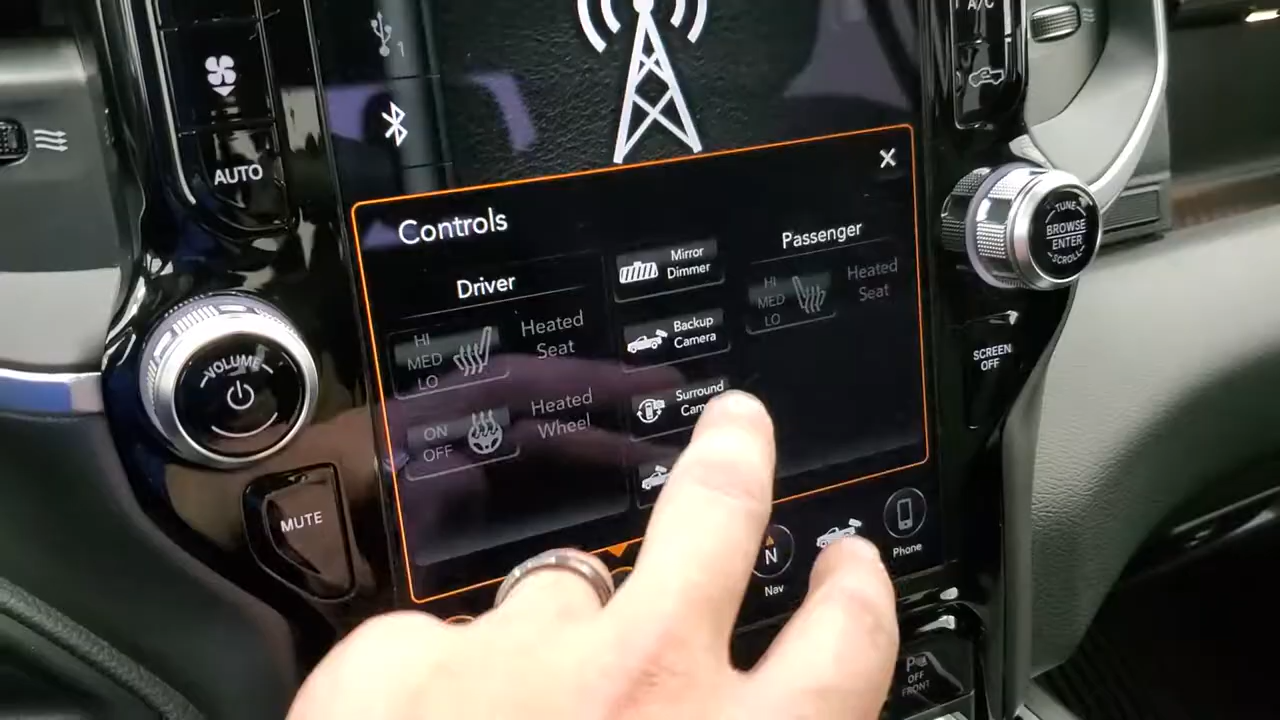 1
A/C
AUTO
Controls
Driver
HI
MED
LO
Heated
Seat
ON
OFF
Heated
Wheel
Mirror
Dimmer
Backup
Camera
Surround
Passenger
HI
MED
LO
Heated
Seat
VOLUME
MUTE
TUNE
BROWSE
ENTER
SCROLL
SCREEN
OFF
N
Nav
Phone
P
OFF
FRONT